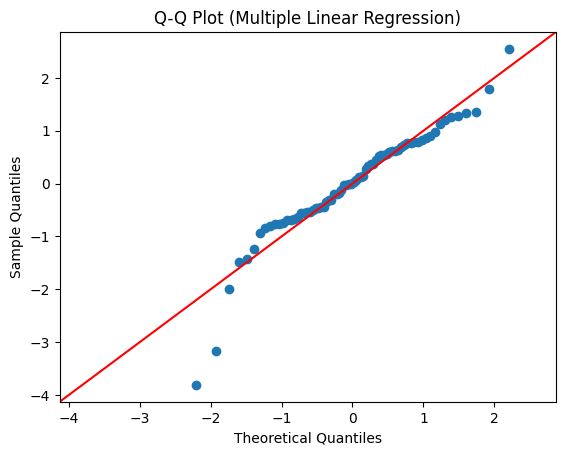 Q-Q Plot (Multiple Linear Regression)
2
1
0
−1
−2
−3
−4
Sample Quantiles
−4 −3 −2 −1 0 1 2
Theoretical Quantiles